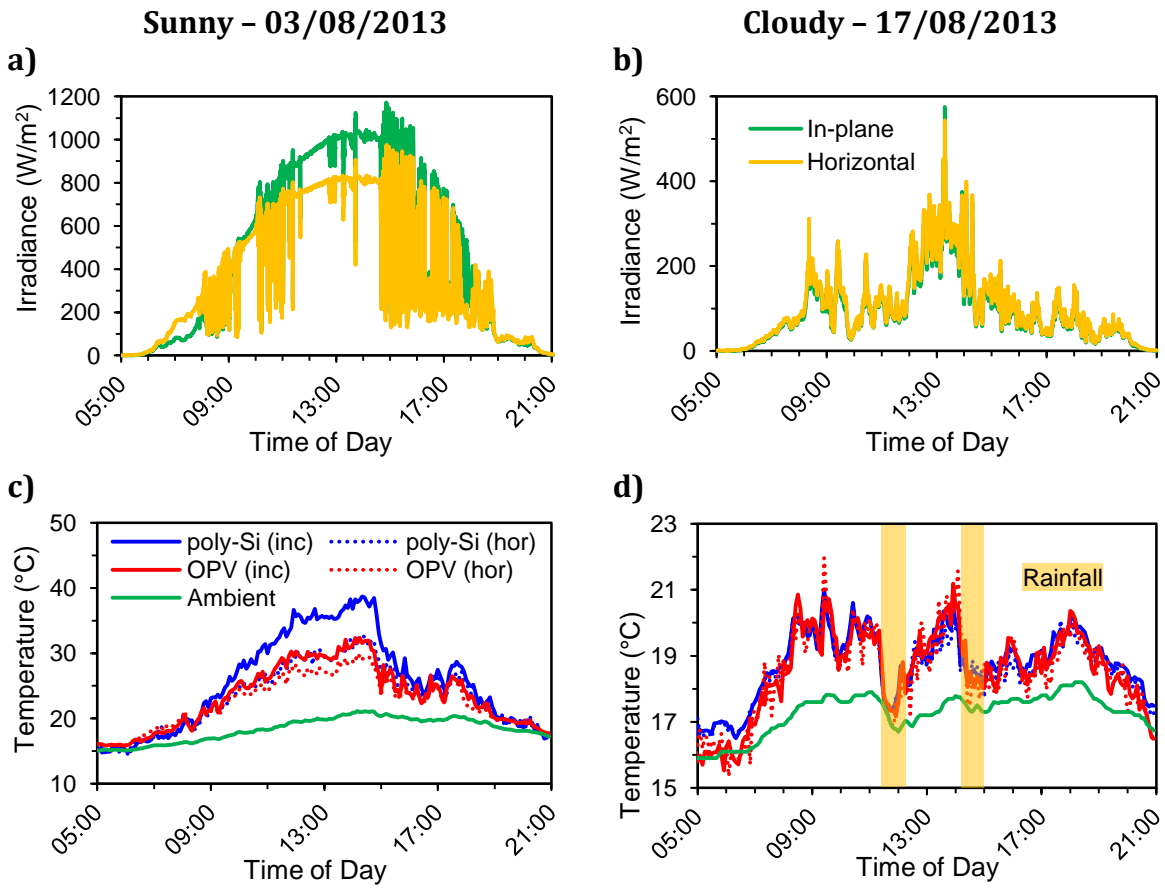 Sunny – 03/08/2013
Cloudy – 17/08/2013
a)
Irradiance (W/m²)
1200
1000
800
600
400
200
0
05:00
09:00
13:00
17:00
21:00
Time of Day
b)
Irradiance (W/m²)
600
400
200
0
In-plane
Horizontal
05:00
09:00
13:00
17:00
21:00
Time of Day
c)
Temperature (°C)
50
40
30
20
10
poly-Si (inc)
poly-Si (hor)
OPV (inc)
OPV (hor)
Ambient
05:00
09:00
13:00
17:00
21:00
Time of Day
d)
Temperature (°C)
23
21
19
17
15
Rainfall
05:00
09:00
13:00
17:00
21:00
Time of Day